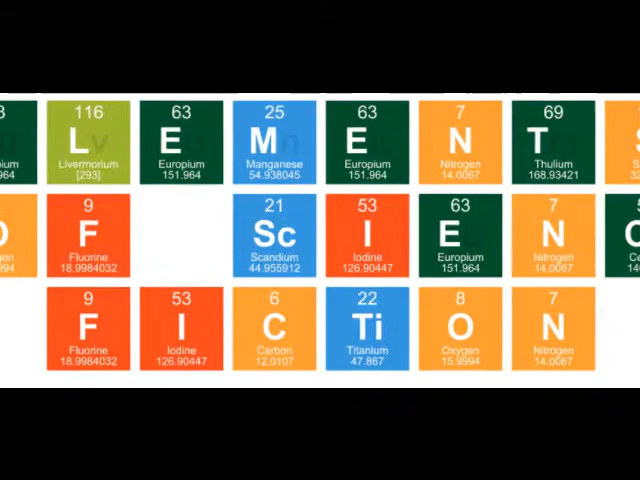 116 63 25 63 7 69
L E M E N T S
Livermorium Europium Manganese Europium Nitrogen Thulium
[293] 151.964 54.938045 151.964 14.0067 168.93421
9 21 53 63 7
O F Sc I E N C
Fluorine Scandium Iodine Europium Nitrogen
18.9984032 44.955912 126.90447 151.964 14.0067
9 53 6 22 8 7
F I C Ti O N
Fluorine Iodine Carbon Titanium Oxygen Nitrogen
18.9984032 126.90447 12.0107 47.867 15.9994 14.0067